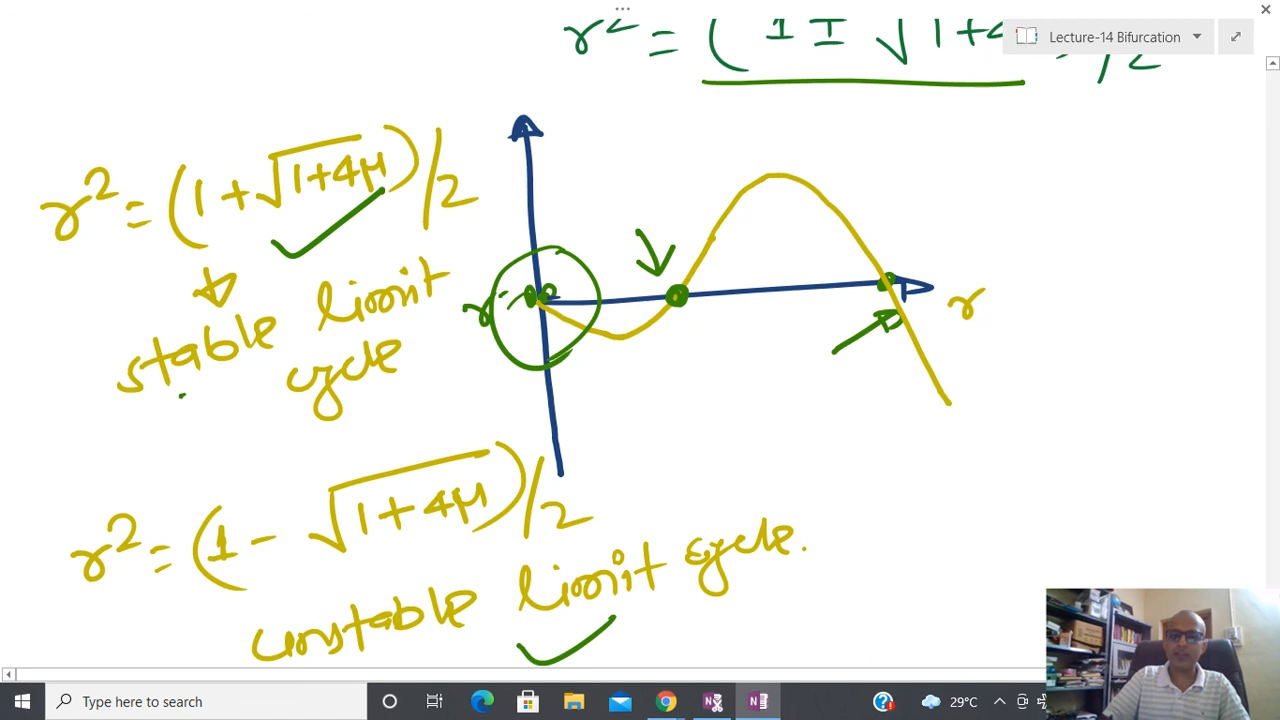 ...
Lecture-14 Bifurcation
r² = (1 ± √1+4
/2
r² = (1 + √1+4μ)/2
stable limit
cycle
r
r
r² = (1 - √1+4μ)/2
unstable limit cycle.
Type here to search
29°C